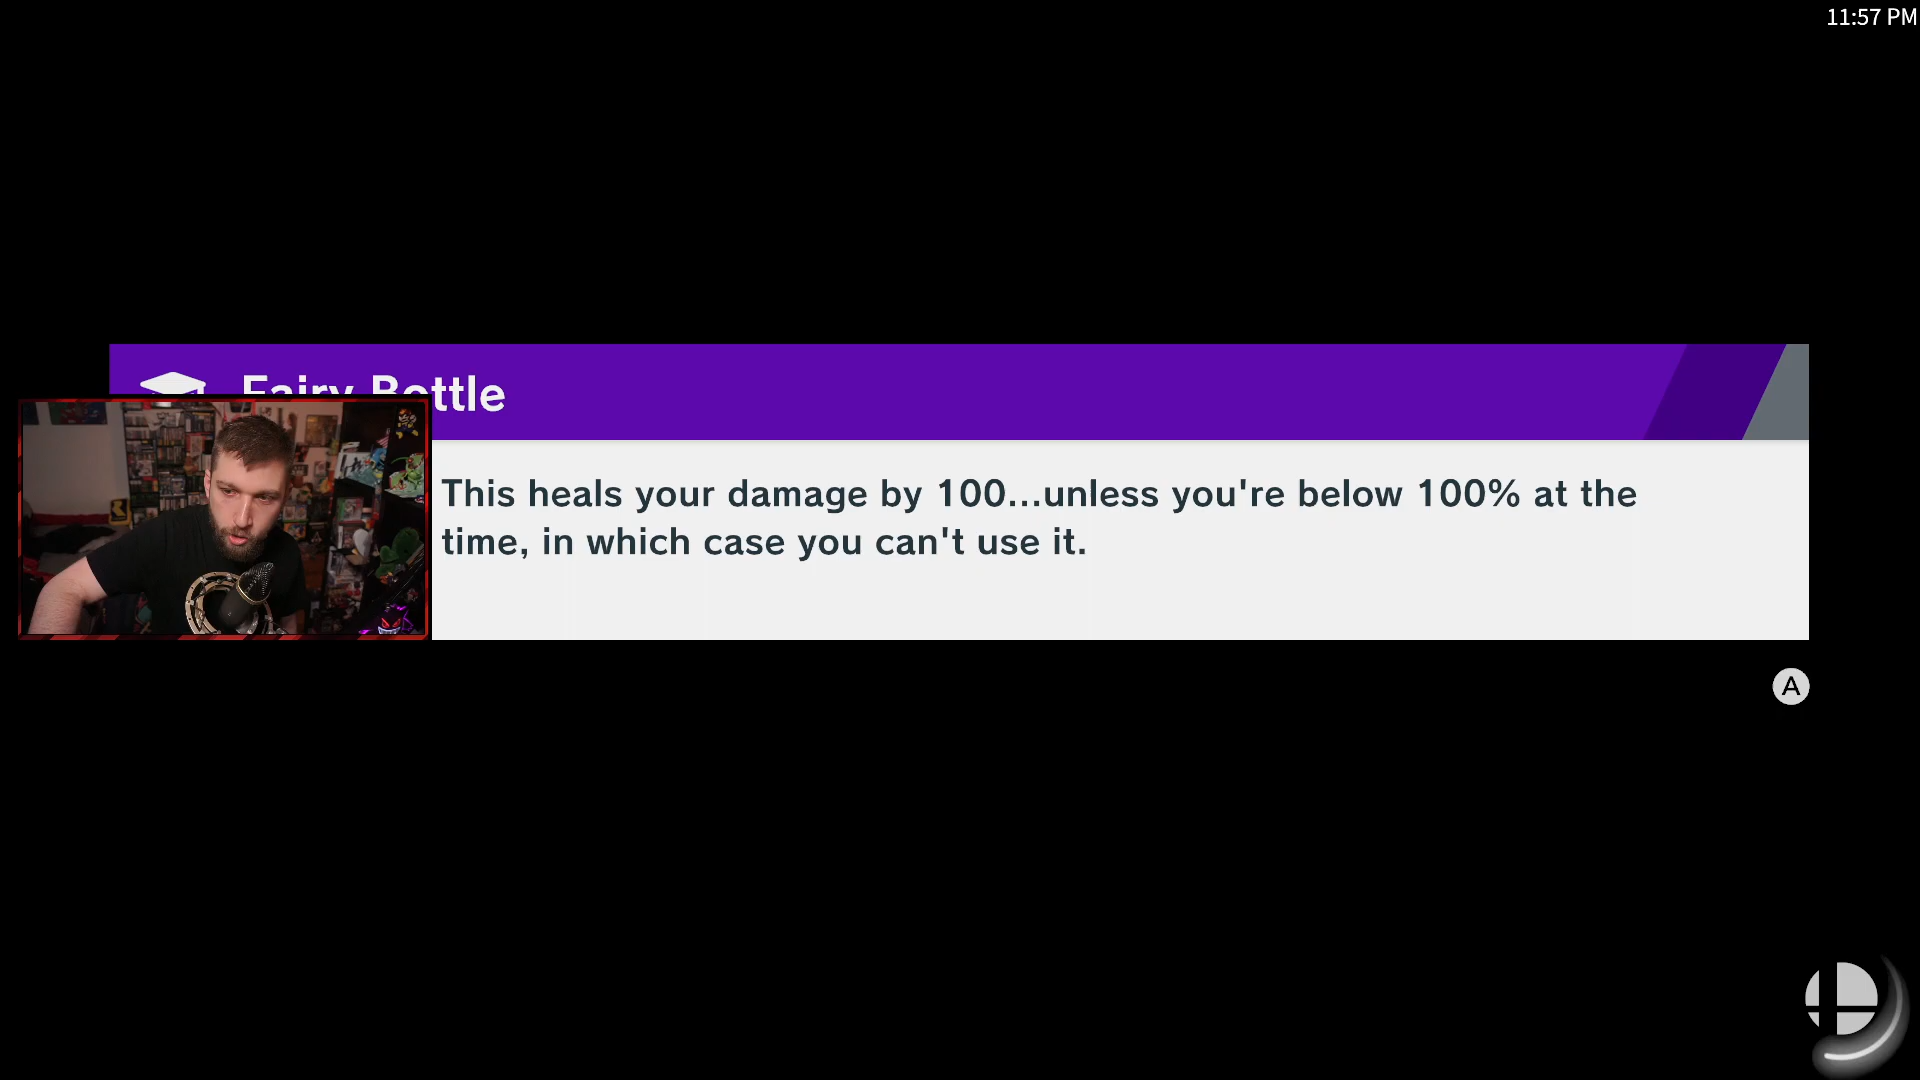 11:57 PM
Fairy Bottle
This heals your damage by 100...unless you're below 100% at the
time, in which case you can't use it.
A